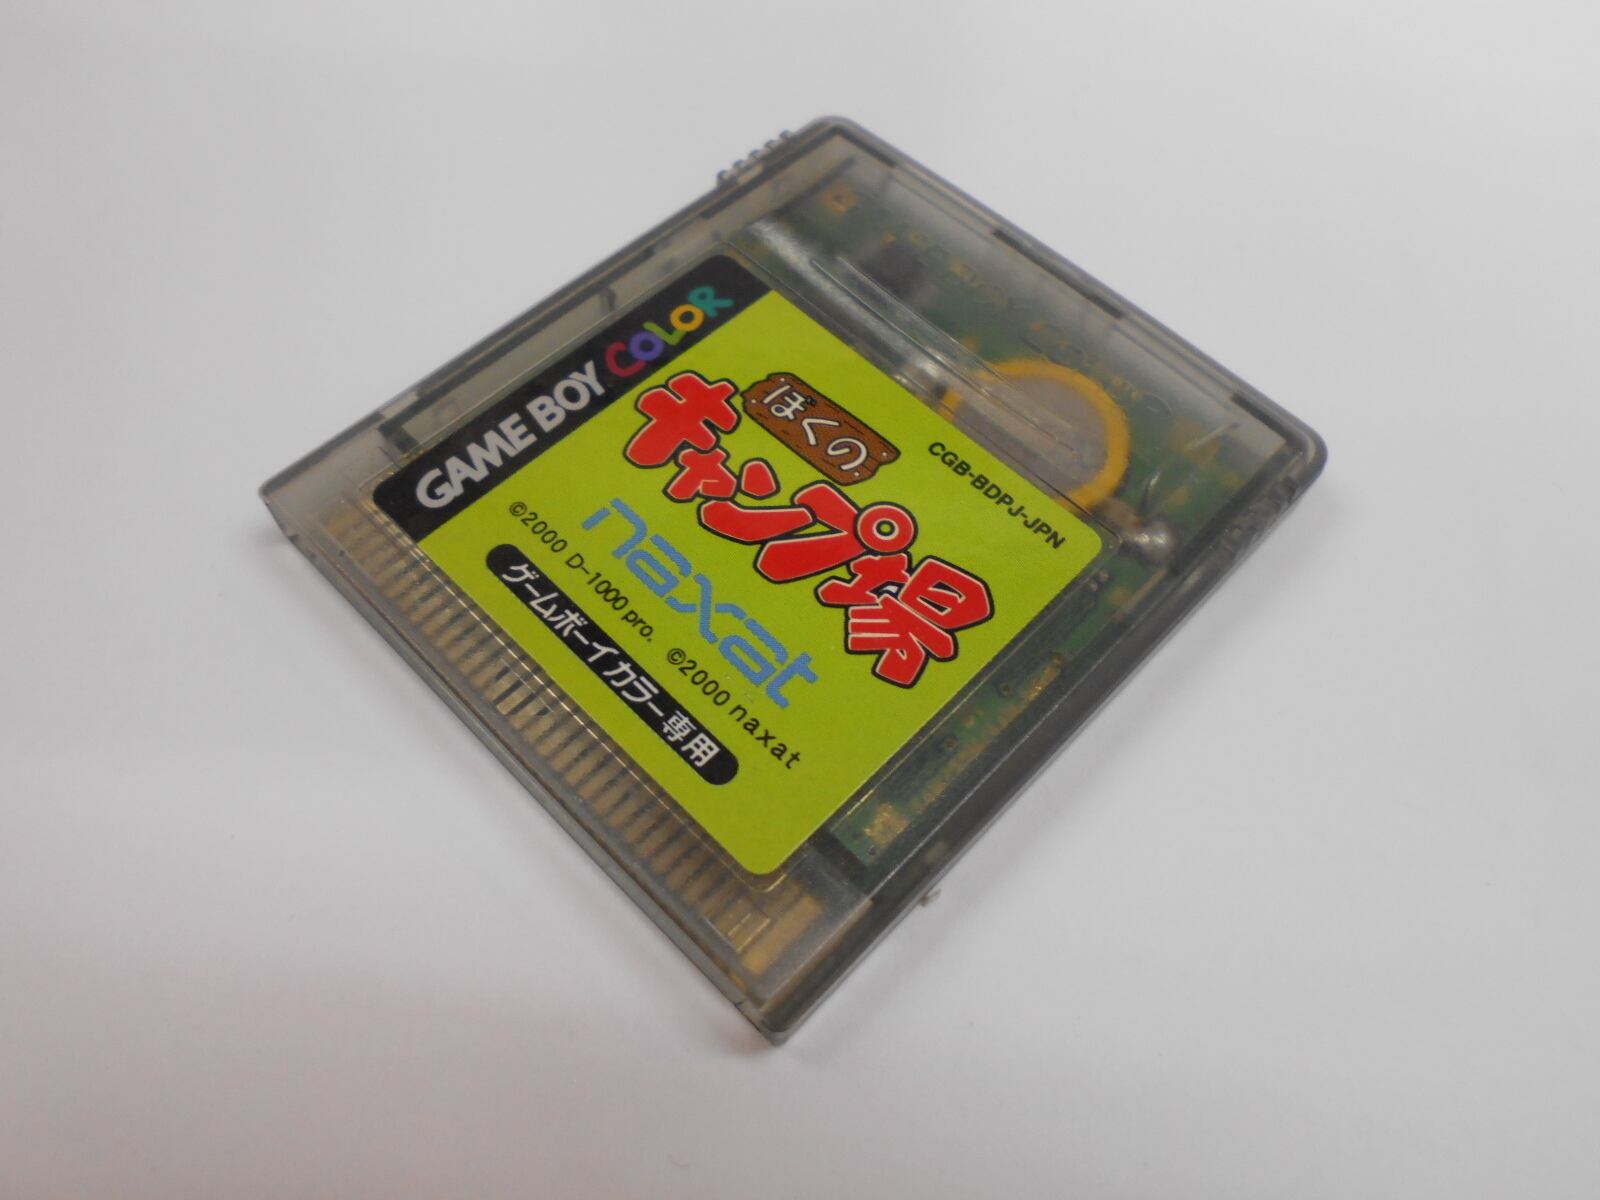 GAME BOY COLOR
CGB-BDPJ-JPN
ぼくの
キャンプ場
naxat
©2000 D-1000 pro. ©2000 naxat
ゲームボーイカラー専用